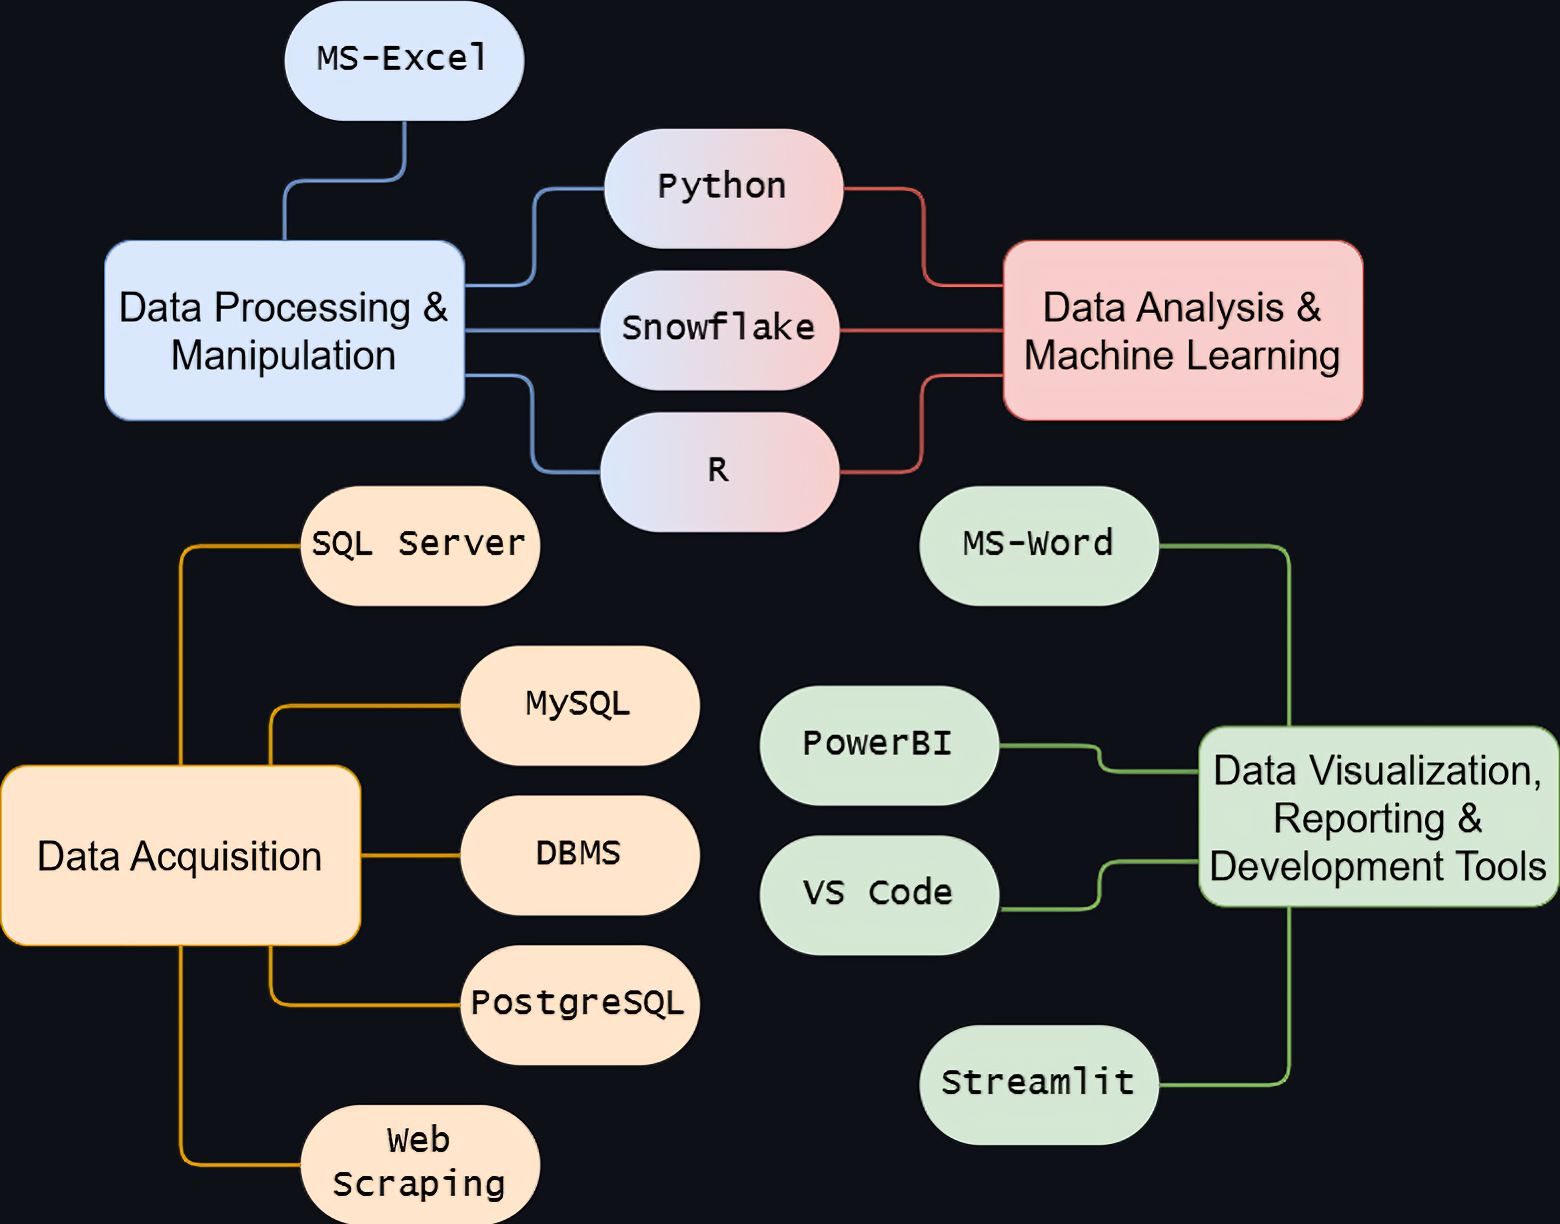 MS-Excel
Python
Data Processing &
Manipulation
Snowflake
Data Analysis &
Machine Learning
R
SQL Server
MS-Word
MySQL
PowerBI
Data Visualization,
Reporting &
Development Tools
Data Acquisition
DBMS
VS Code
PostgreSQL
Streamlit
Web
Scraping